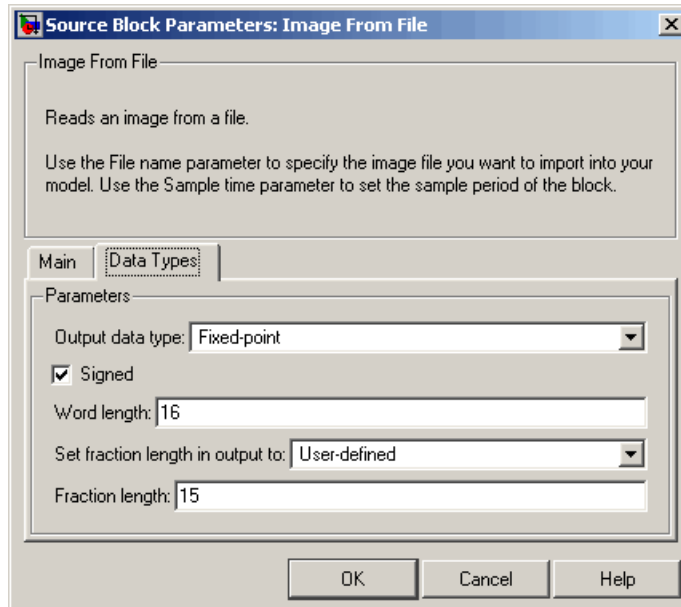 Source Block Parameters: Image From File
Image From File
Reads an image from a file.
Use the File name parameter to specify the image file you want to import into your
model. Use the Sample time parameter to set the sample period of the block.
Main Data Types
Parameters
Output data type: Fixed-point
Signed
Word length: 16
Set fraction length in output to: User-defined
Fraction length: 15
OK Cancel Help